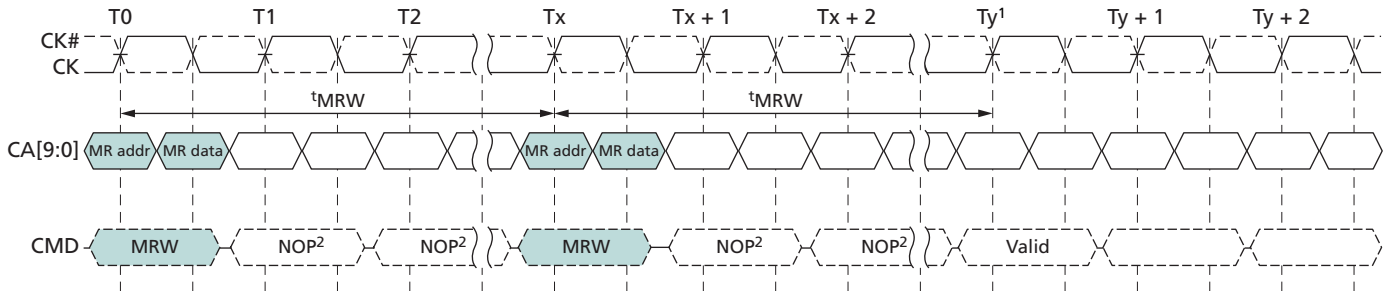 T0 T1 T2 Tx Tx + 1 Tx + 2 Ty¹ Ty + 1 Ty + 2
CK#
CK
ᵗMRW ᵗMRW
CA[9:0] MR addr MR data MR addr MR data
CMD MRW NOP² NOP² MRW NOP² NOP² Valid